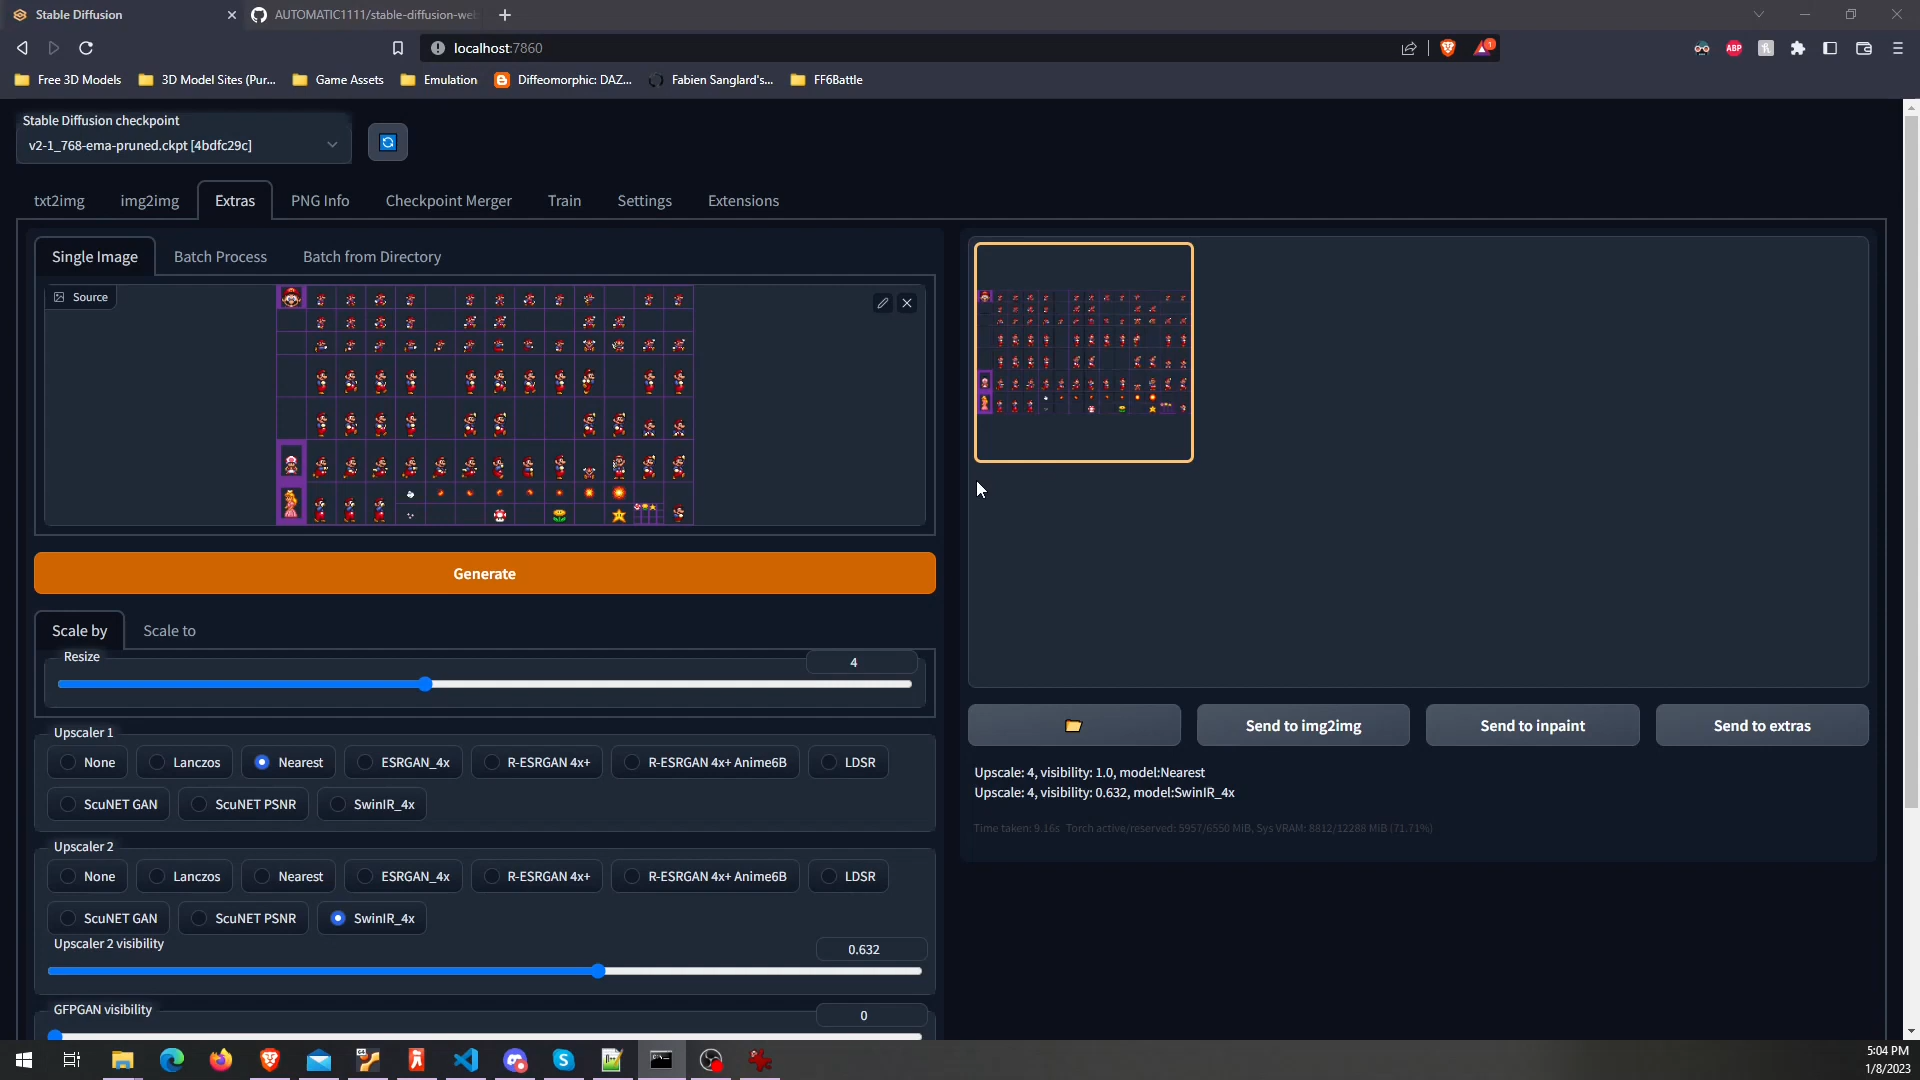 Stable Diffusion
AUTOMATIC1111/stable-diffusion-web
localhost:7860
ABP
1
Free 3D Models
3D Model Sites (Pur...
Game Assets
Emulation
Diffeomorphic: DAZ...
Fabien Sanglard's...
FF6Battle
Stable Diffusion checkpoint
v2-1_768-ema-pruned.ckpt [4bdfc29c]
txt2img
img2img
Extras
PNG Info
Checkpoint Merger
Train
Settings
Extensions
Single Image
Batch Process
Batch from Directory
Source
Generate
Scale by
Scale to
Resize
4
Upscaler 1
None
Lanczos
Nearest
ESRGAN_4x
R-ESRGAN 4x+
R-ESRGAN 4x+ Anime6B
LDSR
ScuNET GAN
ScuNET PSNR
SwinIR_4x
Upscaler 2
None
Lanczos
Nearest
ESRGAN_4x
R-ESRGAN 4x+
R-ESRGAN 4x+ Anime6B
LDSR
ScuNET GAN
ScuNET PSNR
SwinIR_4x
Upscaler 2 visibility
0.632
GFPGAN visibility
0
Send to img2img
Send to inpaint
Send to extras
Upscale: 4, visibility: 1.0, model:Nearest
Upscale: 4, visibility: 0.632, model:SwinIR_4x
Time taken: 9.16s Torch active/reserved: 5957/6550 MiB, Sys VRAM: 8812/12288 MiB (71.71%)
5:04 PM
1/8/2023